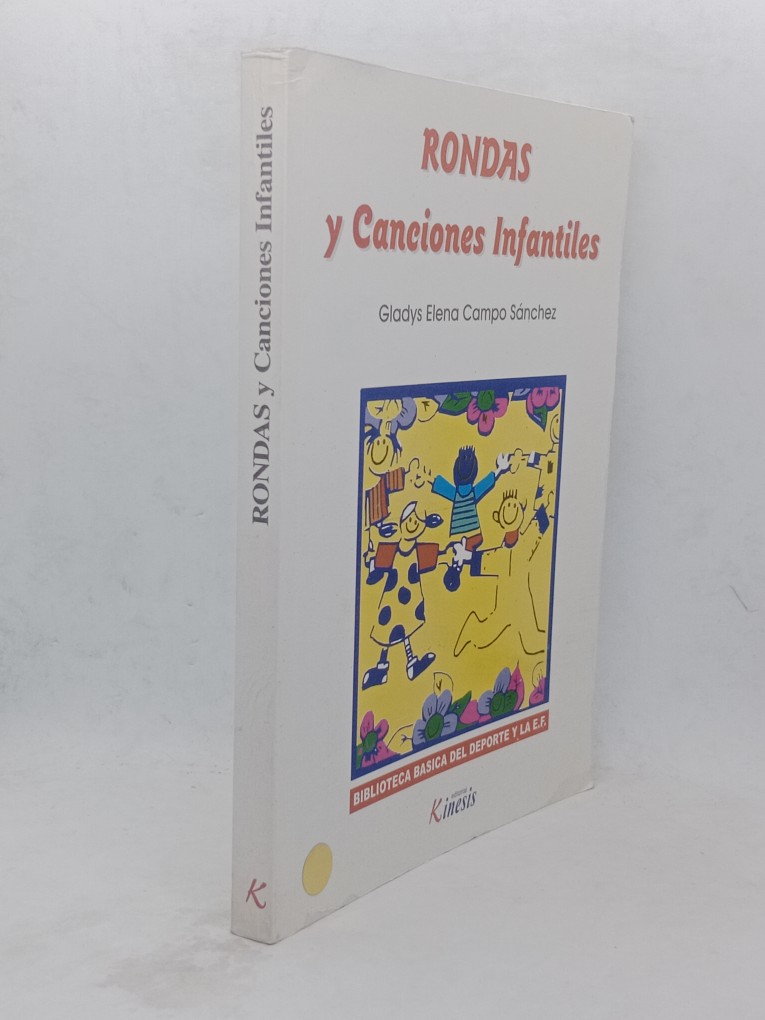 RONDAS y Canciones Infantiles
K
RONDAS
y Canciones Infantiles
Gladys Elena Campo Sánchez
BIBLIOTECA BASICA DEL DEPORTE Y LA E.F.
editorial
Kinesis